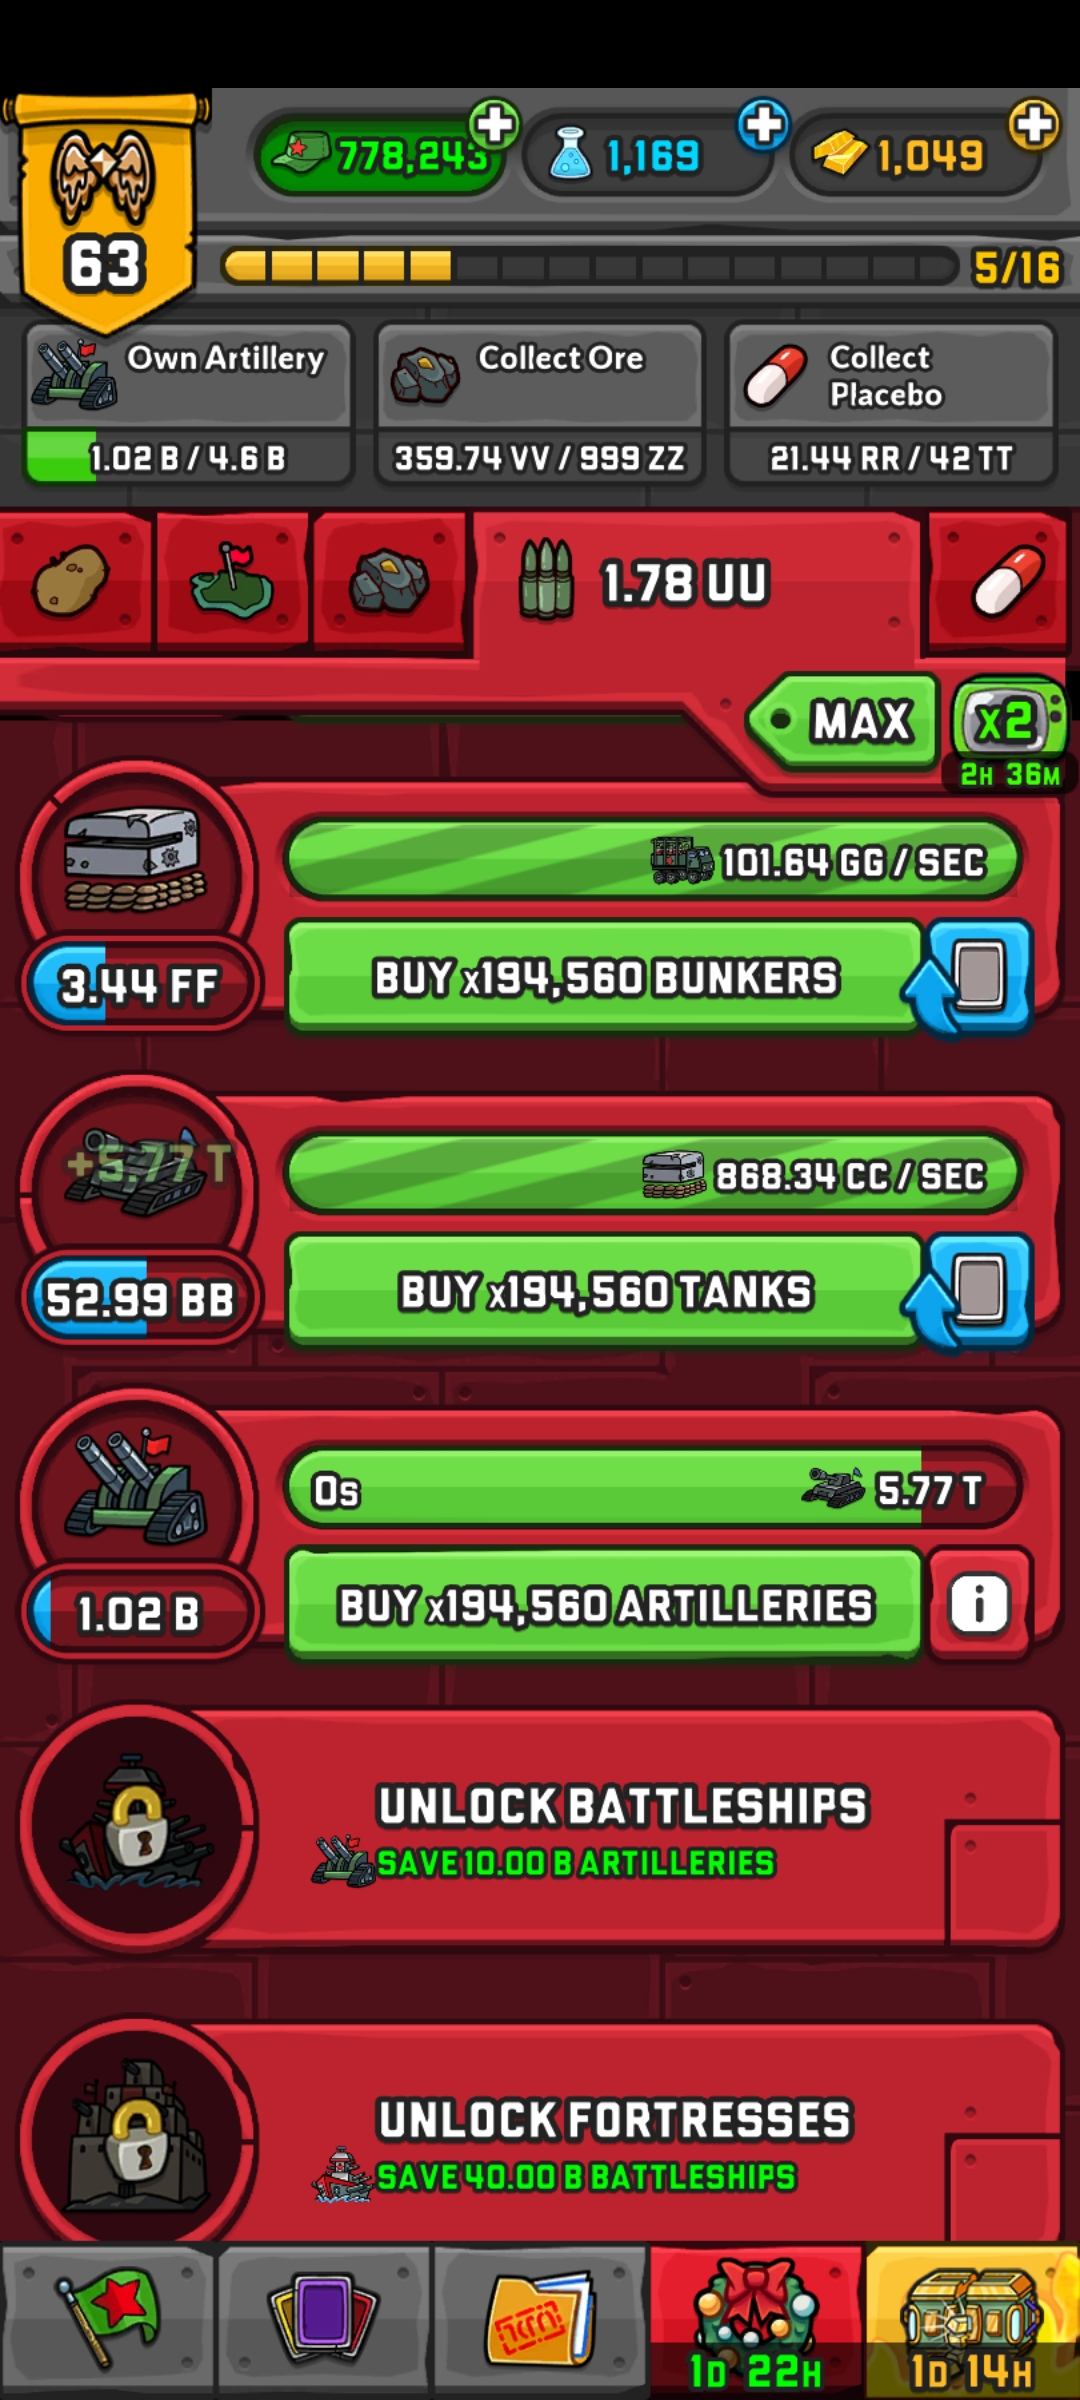 778,243
1,169
1,049
63
5/16
Own Artillery
1.02 B / 4.6 B
Collect Ore
359.74 VV / 999 ZZ
Collect
Placebo
21.44 RR / 42 TT
1.78 UU
MAX
x2
2H 36M
101.64 GG / SEC
3.44 FF
BUY x194,560 BUNKERS
+5.77 T
868.34 CC / SEC
52.99 BB
BUY x194,560 TANKS
0s
5.77 T
1.02 B
BUY x194,560 ARTILLERIES
i
UNLOCK BATTLESHIPS
SAVE 10.00 B ARTILLERIES
UNLOCK FORTRESSES
SAVE 40.00 B BATTLESHIPS
1D 22H
1D 14H